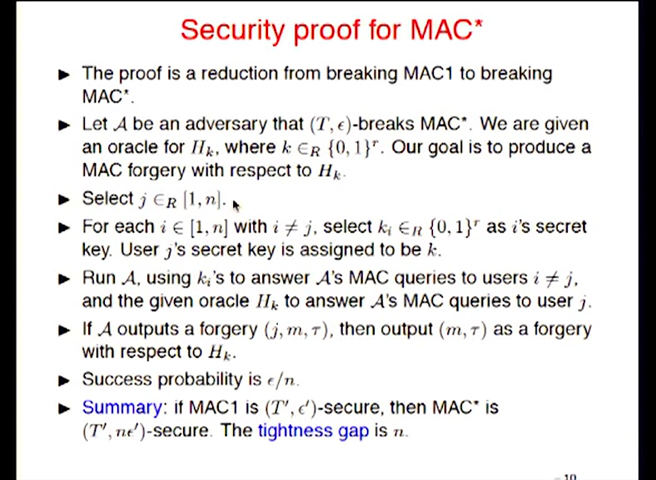 Security proof for MAC*
► The proof is a reduction from breaking MAC1 to breaking
MAC*.
► Let 𝒜 be an adversary that (T, ϵ)-breaks MAC*. We are given
an oracle for H_k, where k ∈_R {0, 1}^r. Our goal is to produce a
MAC forgery with respect to H_k.
► Select j ∈_R [1, n].
► For each i ∈ [1, n] with i ≠ j, select k_i ∈_R {0, 1}^r as i's secret
key. User j's secret key is assigned to be k.
► Run 𝒜, using k_i's to answer 𝒜's MAC queries to users i ≠ j,
and the given oracle H_k to answer 𝒜's MAC queries to user j.
► If 𝒜 outputs a forgery (j, m, τ), then output (m, τ) as a forgery
with respect to H_k.
► Success probability is ϵ/n.
► Summary: if MAC1 is (T′, ϵ′)-secure, then MAC* is
(T′, nϵ′)-secure. The tightness gap is n.
– 10